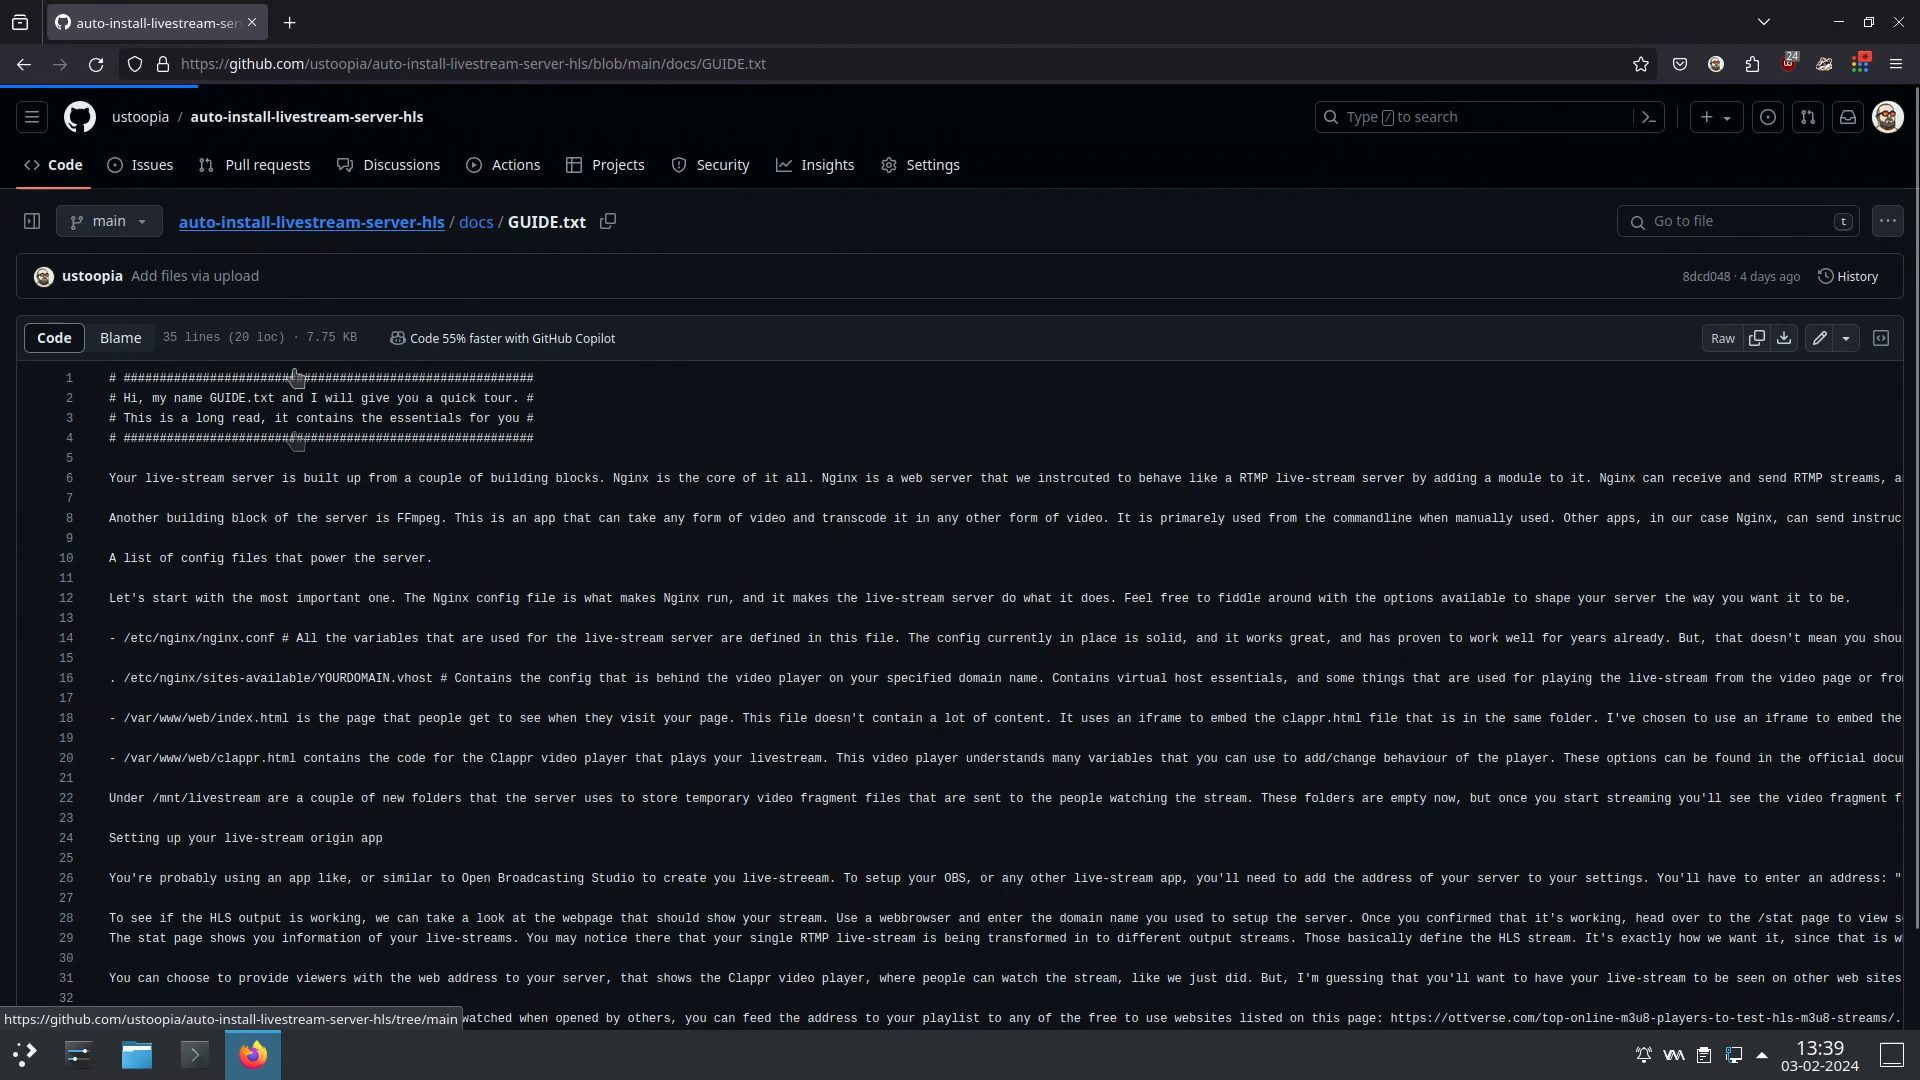 auto-install-livestream-ser
https://github.com/ustoopia/auto-install-livestream-server-hls/blob/main/docs/GUIDE.txt
24
ustoopia / auto-install-livestream-server-hls
Type / to search
Code Issues Pull requests Discussions Actions Projects Security Insights Settings
main auto-install-livestream-server-hls / docs / GUIDE.txt
Go to file t
ustoopia Add files via upload
8dcd048 · 4 days ago History
Code Blame 35 lines (20 loc) · 7.75 KB Code 55% faster with GitHub Copilot
Raw
1 # #########################################################
2 # Hi, my name GUIDE.txt and I will give you a quick tour. #
3 # This is a long read, it contains the essentials for you #
4 # #########################################################
5
6 Your live-stream server is built up from a couple of building blocks. Nginx is the core of it all. Nginx is a web server that we instrcuted to behave like a RTMP live-stream server by adding a module to it. Nginx can receive and send RTMP streams, a
7
8 Another building block of the server is FFmpeg. This is an app that can take any form of video and transcode it in any other form of video. It is primarely used from the commandline when manually used. Other apps, in our case Nginx, can send instruc
9
10 A list of config files that power the server.
11
12 Let's start with the most important one. The Nginx config file is what makes Nginx run, and it makes the live-stream server do what it does. Feel free to fiddle around with the options available to shape your server the way you want it to be.
13
14 - /etc/nginx/nginx.conf # All the variables that are used for the live-stream server are defined in this file. The config currently in place is solid, and it works great, and has proven to work well for years already. But, that doesn't mean you shou
15
16 . /etc/nginx/sites-available/YOURDOMAIN.vhost # Contains the config that is behind the video player on your specified domain name. Contains virtual host essentials, and some things that are used for playing the live-stream from the video page or fro
17
18 - /var/www/web/index.html is the page that people get to see when they visit your page. This file doesn't contain a lot of content. It uses an iframe to embed the clappr.html file that is in the same folder. I've chosen to use an iframe to embed the
19
20 - /var/www/web/clappr.html contains the code for the Clappr video player that plays your livestream. This video player understands many variables that you can use to add/change behaviour of the player. These options can be found in the official docu
21
22 Under /mnt/livestream are a couple of new folders that the server uses to store temporary video fragment files that are sent to the people watching the stream. These folders are empty now, but once you start streaming you'll see the video fragment f
23
24 Setting up your live-stream origin app
25
26 You're probably using an app like, or similar to Open Broadcasting Studio to create you live-streeam. To setup your OBS, or any other live-stream app, you'll need to add the address of your server to your settings. You'll have to enter an address: "
27
28 To see if the HLS output is working, we can take a look at the webpage that should show your stream. Use a webbrowser and enter the domain name you used to setup the server. Once you confirmed that it's working, head over to the /stat page to view s
29 The stat page shows you information of your live-streams. You may notice there that your single RTMP live-stream is being transformed in to different output streams. Those basically define the HLS stream. It's exactly how we want it, since that is w
30
31 You can choose to provide viewers with the web address to your server, that shows the Clappr video player, where people can watch the stream, like we just did. But, I'm guessing that you'll want to have your live-stream to be seen on other web sites
32
https://github.com/ustoopia/auto-install-livestream-server-hls/tree/main watched when opened by others, you can feed the address to your playlist to any of the free to use websites listed on this page: https://ottverse.com/top-online-m3u8-players-to-test-hls-m3u8-streams/.
13:39
03-02-2024